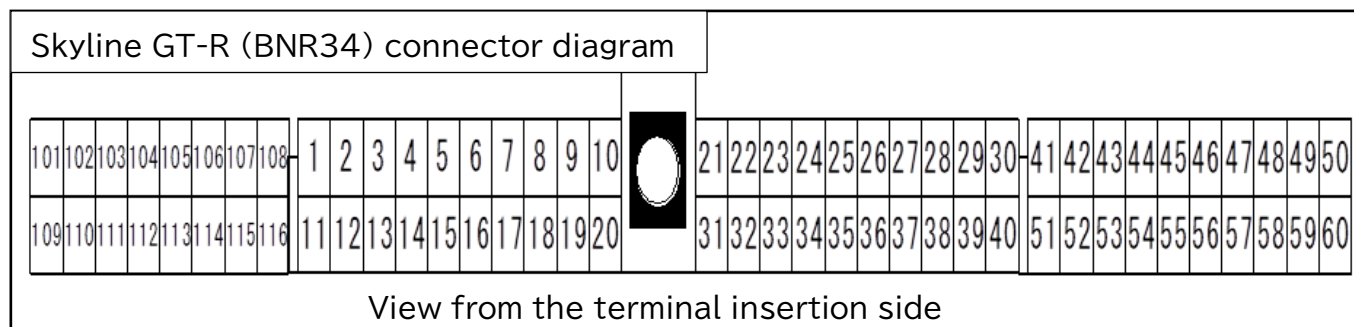 Skyline GT-R (BNR34) connector diagram
101 102 103 104 105 106 107 108 1 2 3 4 5 6 7 8 9 10 21 22 23 24 25 26 27 28 29 30 41 42 43 44 45 46 47 48 49 50
109 110 111 112 113 114 115 116 11 12 13 14 15 16 17 18 19 20 31 32 33 34 35 36 37 38 39 40 51 52 53 54 55 56 57 58 59 60
View from the terminal insertion side